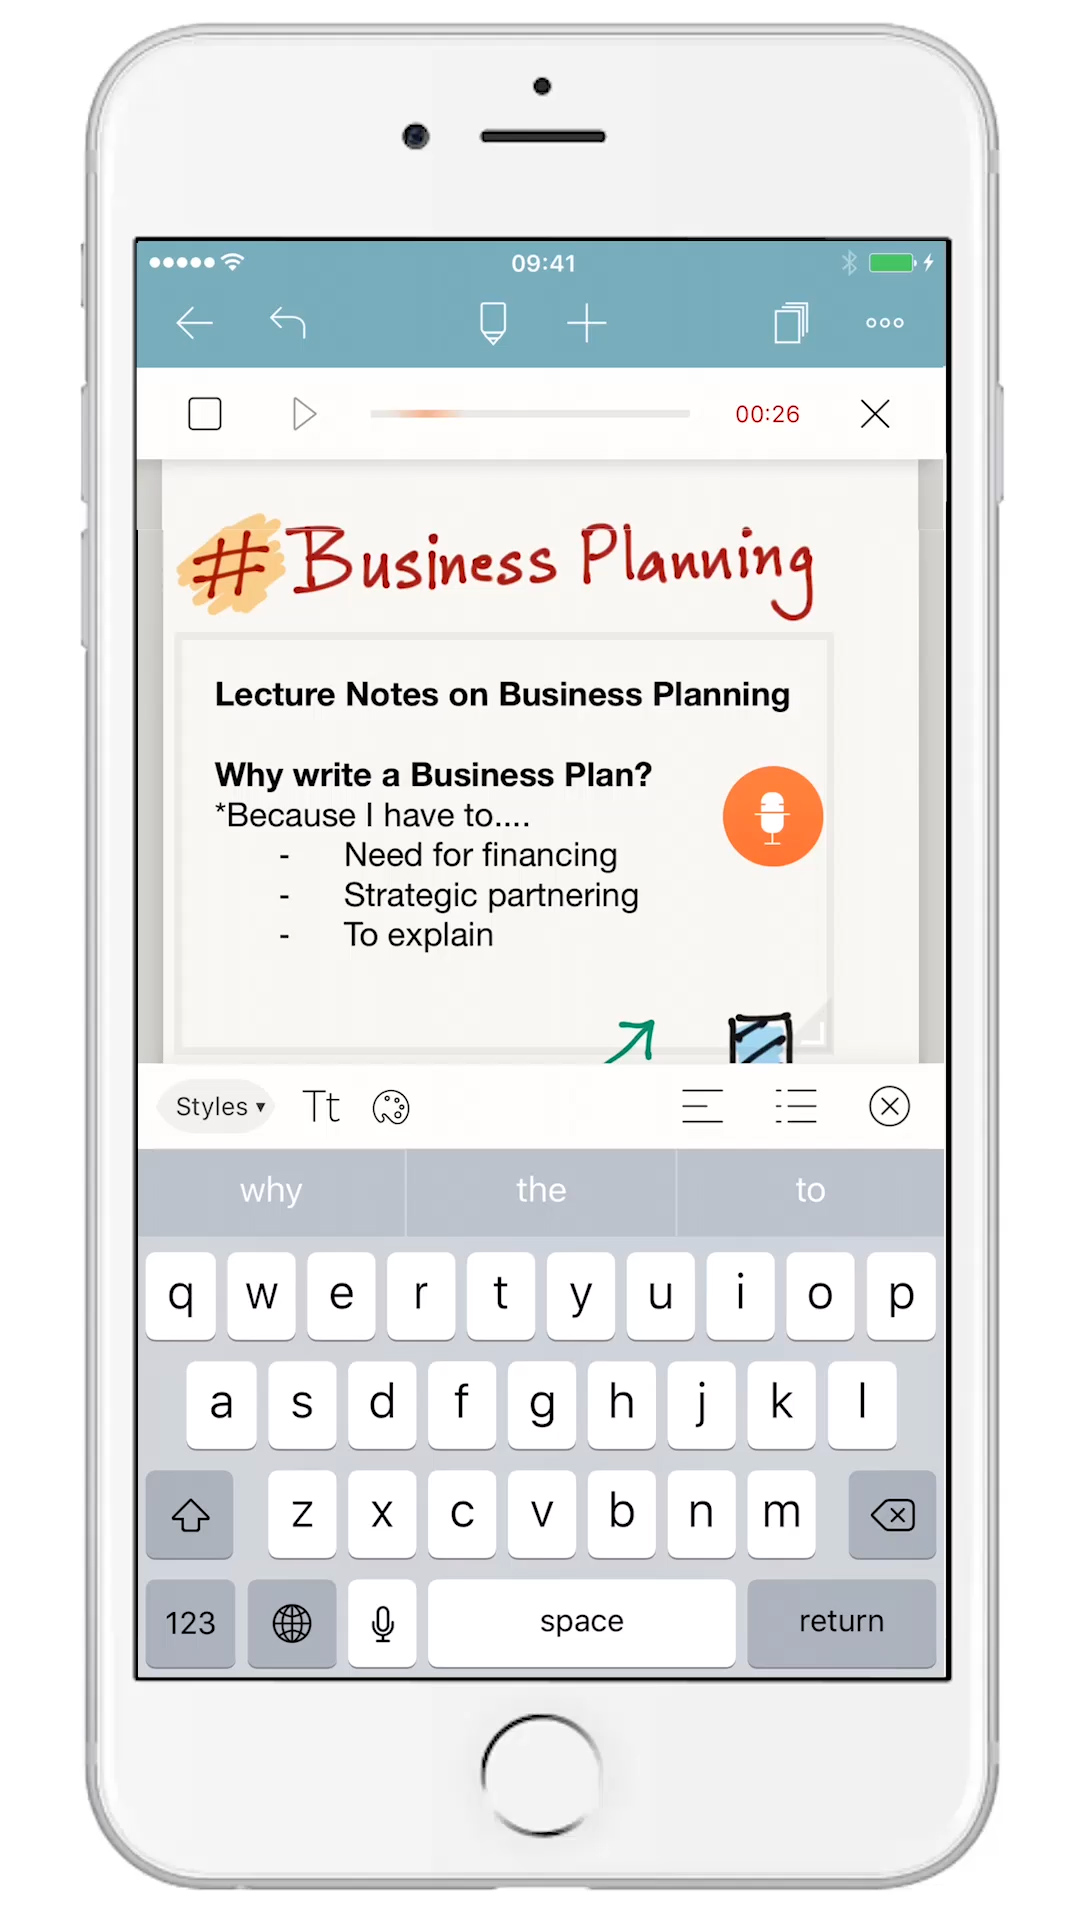 09:41
00:26
#Business Planning
Lecture Notes on Business Planning
Why write a Business Plan?
*Because I have to....
- Need for financing
- Strategic partnering
- To explain
Styles ▾ Tt
why the to
q w e r t y u i o p
a s d f g h j k l
z x c v b n m
123 space return